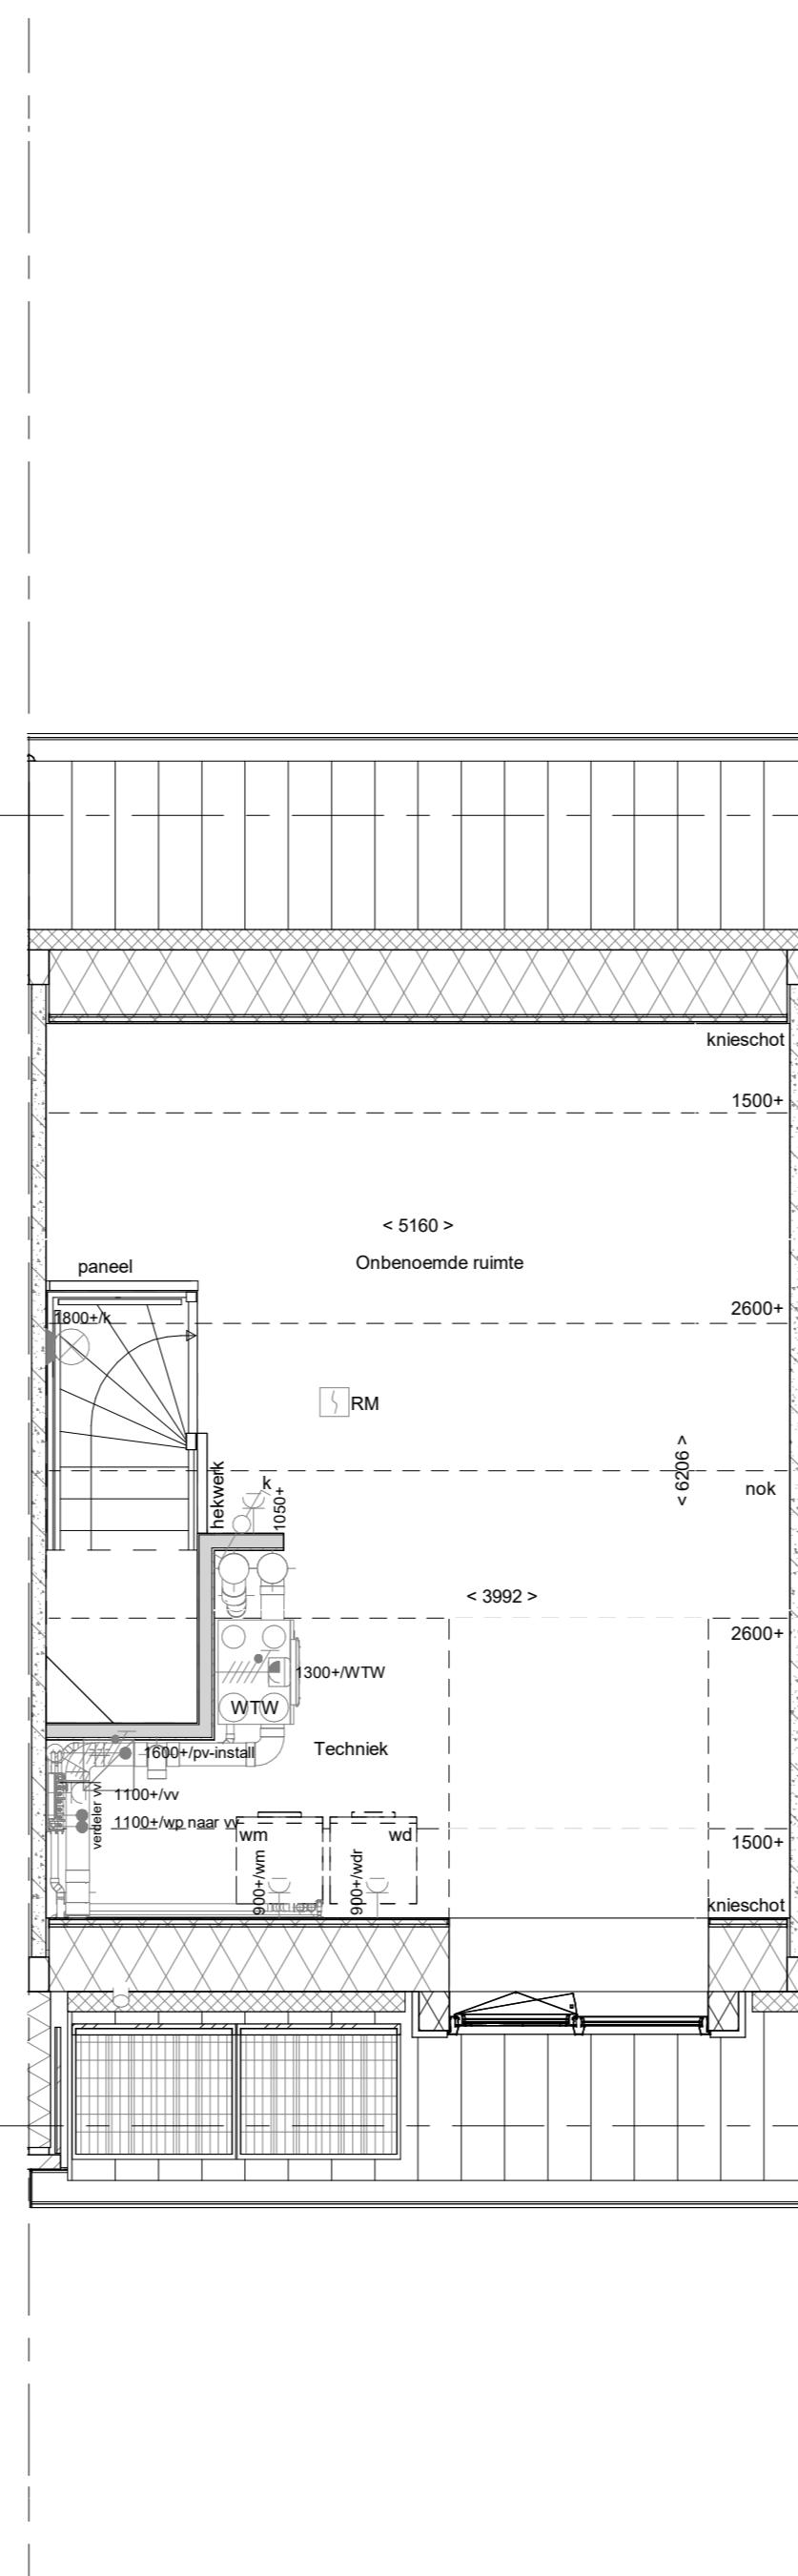 knieschot
1500+
< 5160 >
Onbenoemde ruimte
paneel
2600+
1800+/k
RM
< 6206 >
hekwerk
k
1050+
nok
< 3992 >
2600+
1300+/WTW
WTW
Techniek
1600+/pv-install
verdeler vvi
1100+/vv
1100+/wp naar vv
wm
wd
1500+
900+/wm
900+/wdr
knieschot